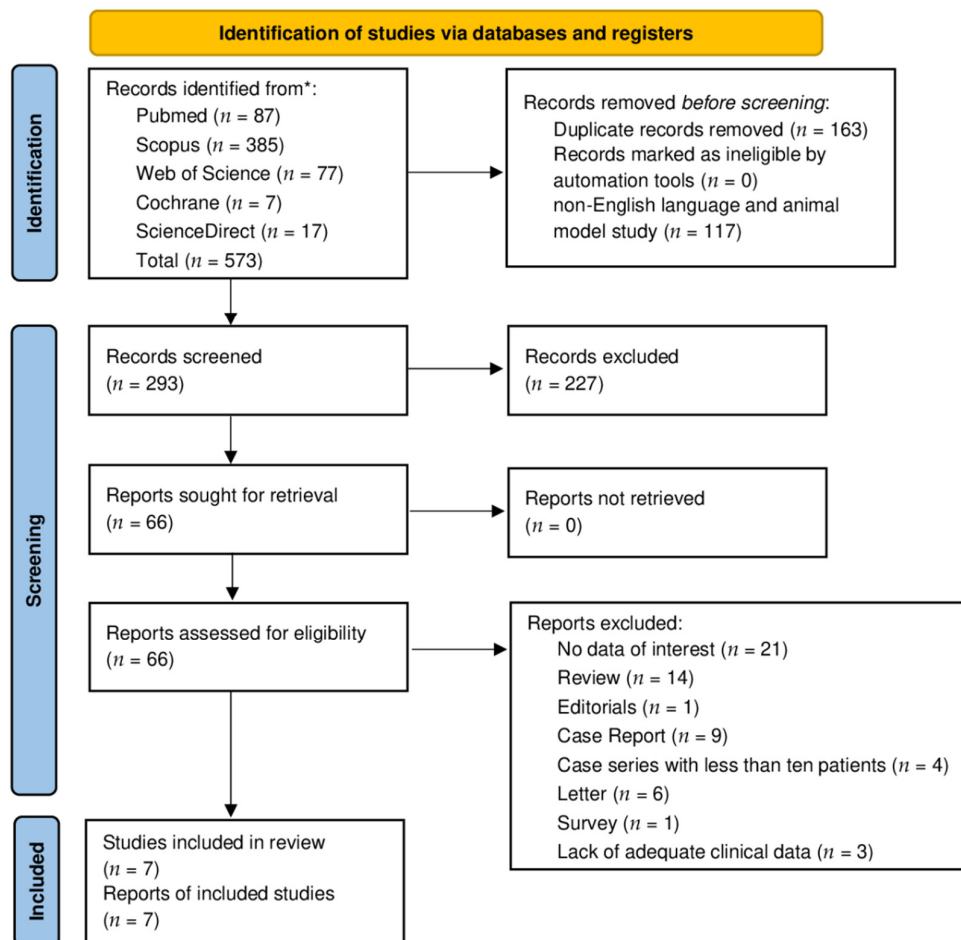 Identification of studies via databases and registers
Identification
Records identified from*:
Pubmed (n = 87)
Scopus (n = 385)
Web of Science (n = 77)
Cochrane (n = 7)
ScienceDirect (n = 17)
Total (n = 573)
Records removed before screening:
Duplicate records removed (n = 163)
Records marked as ineligible by
automation tools (n = 0)
non-English language and animal
model study (n = 117)
Screening
Records screened
(n = 293)
Records excluded
(n = 227)
Reports sought for retrieval
(n = 66)
Reports not retrieved
(n = 0)
Reports assessed for eligibility
(n = 66)
Reports excluded:
No data of interest (n = 21)
Review (n = 14)
Editorials (n = 1)
Case Report (n = 9)
Case series with less than ten patients (n = 4)
Letter (n = 6)
Survey (n = 1)
Lack of adequate clinical data (n = 3)
Included
Studies included in review
(n = 7)
Reports of included studies
(n = 7)